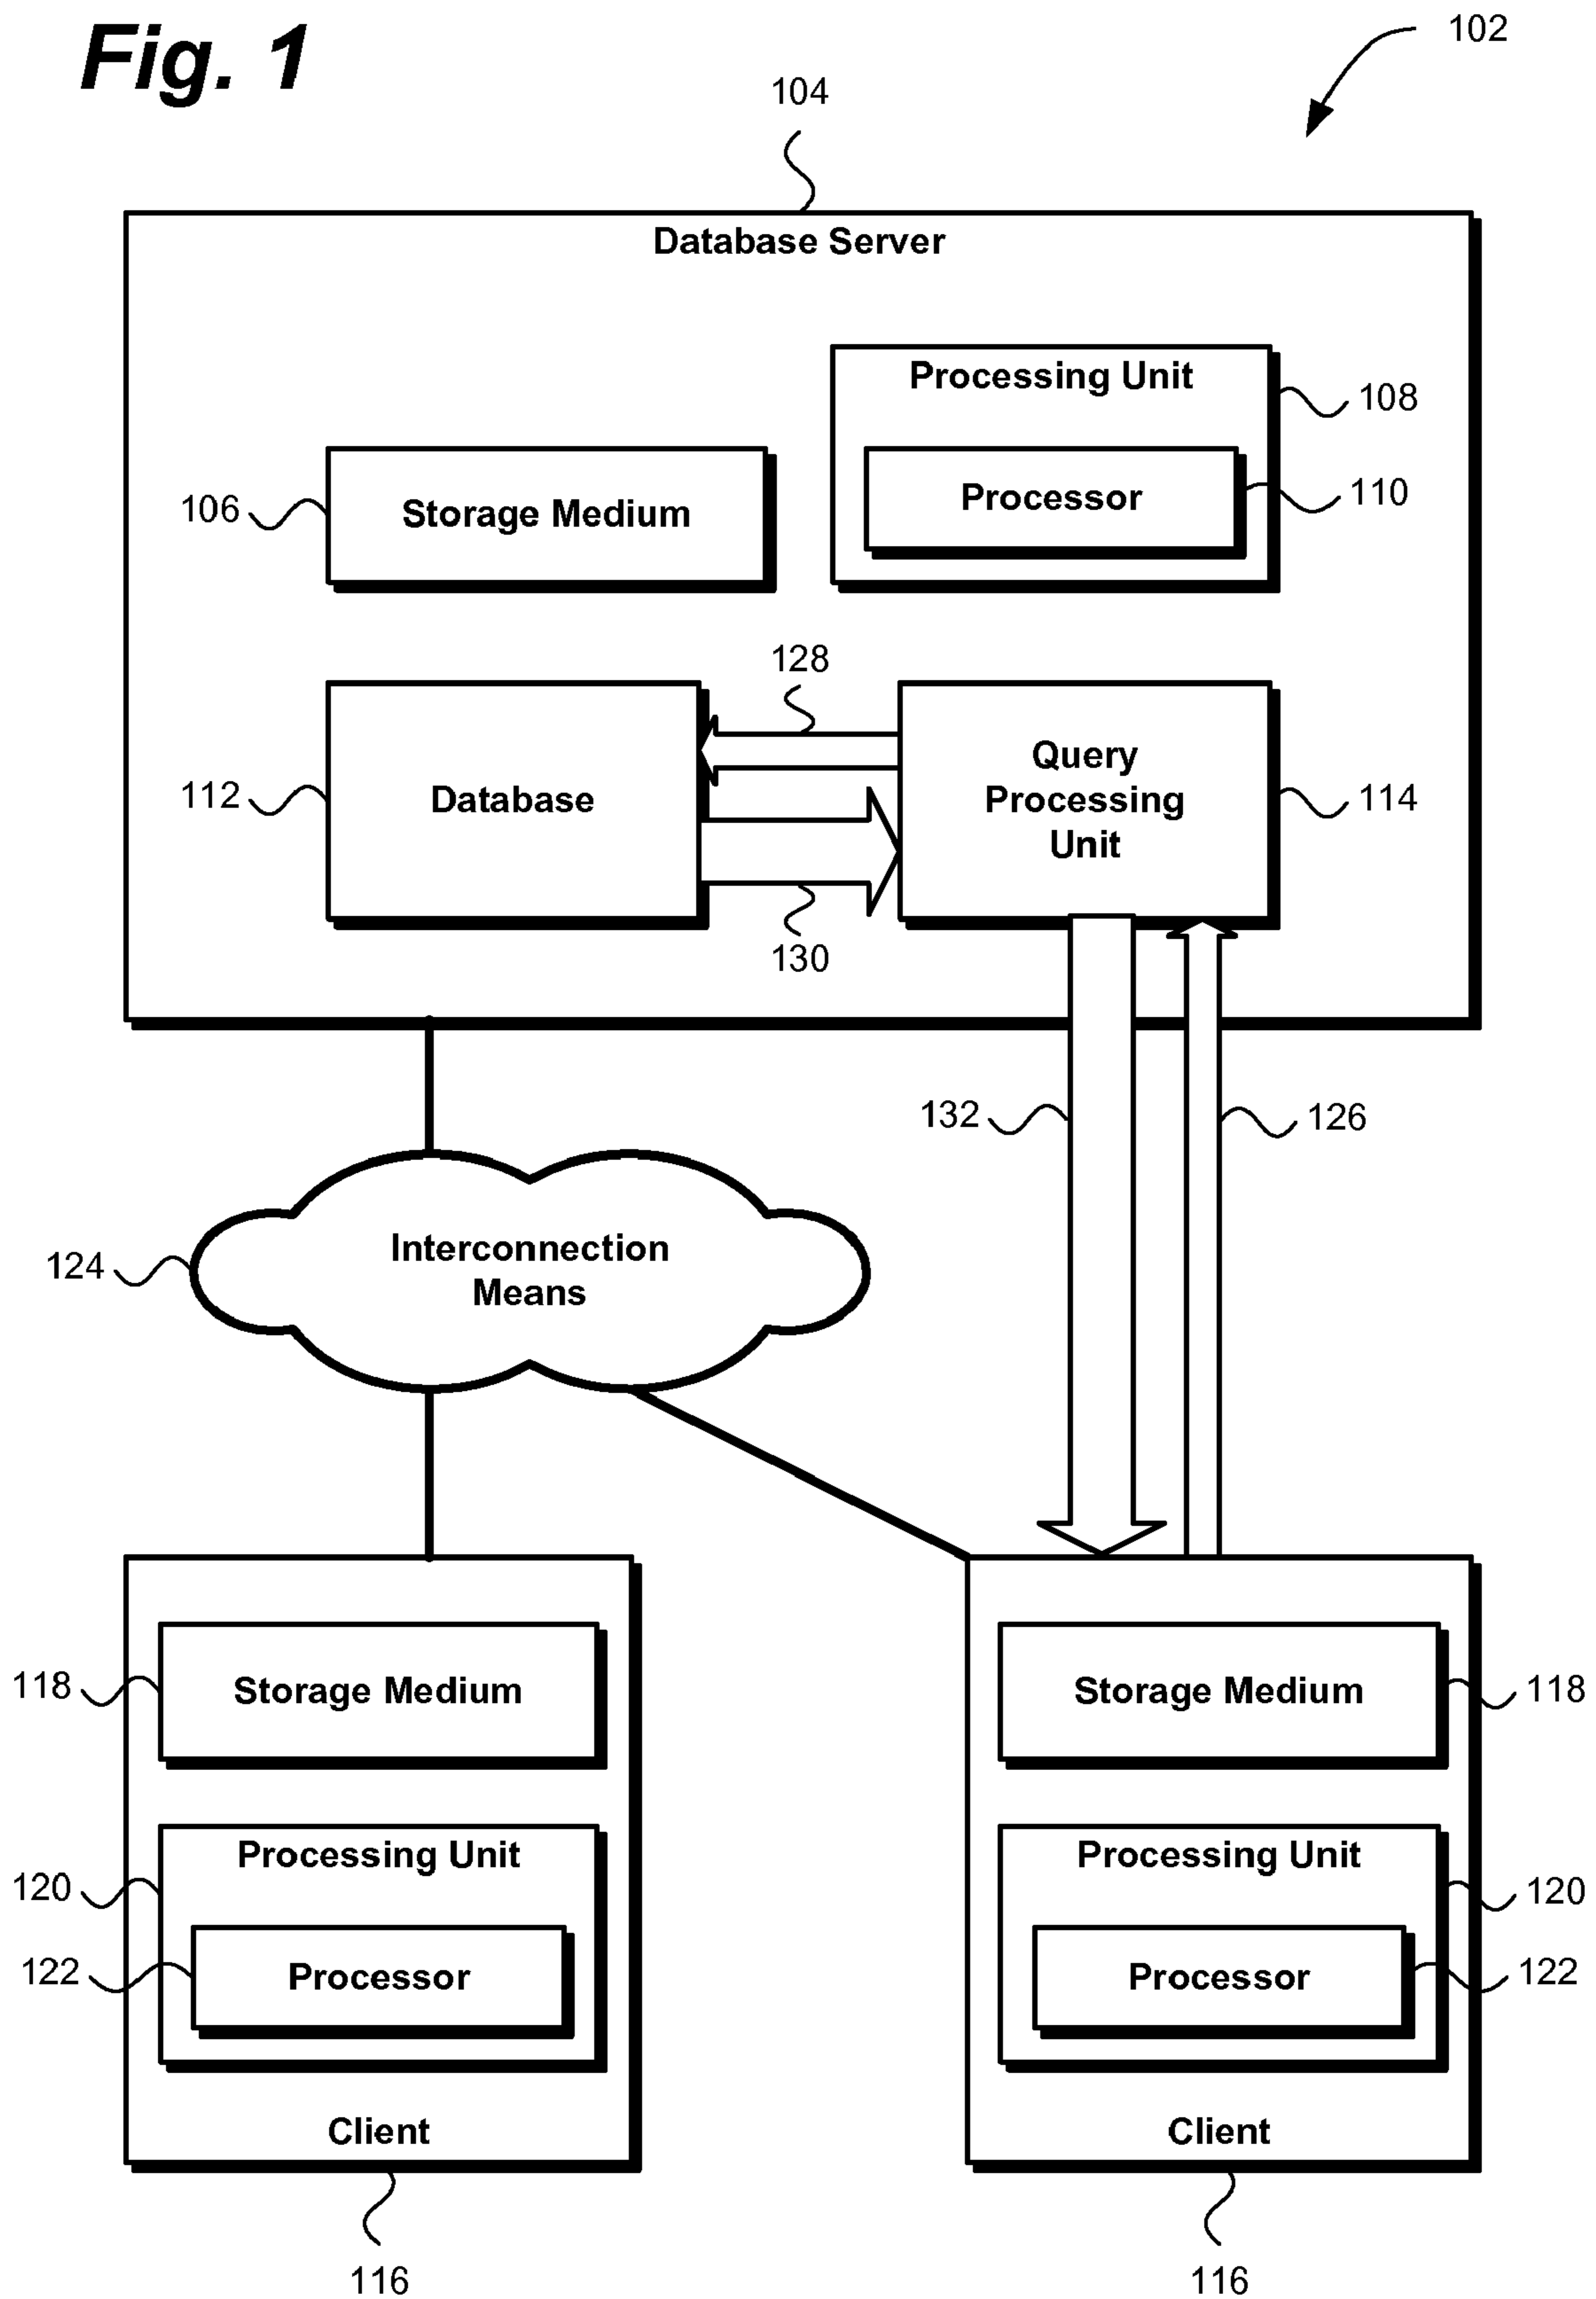 Fig. 1
102
104
Database Server
Processing Unit
108
106
Storage Medium
Processor
110
128
112
Database
Query
Processing
Unit
114
130
132
126
124
Interconnection
Means
118
Storage Medium
Storage Medium
118
120
Processing Unit
Processing Unit
120
122
Processor
Processor
122
Client
Client
116
116